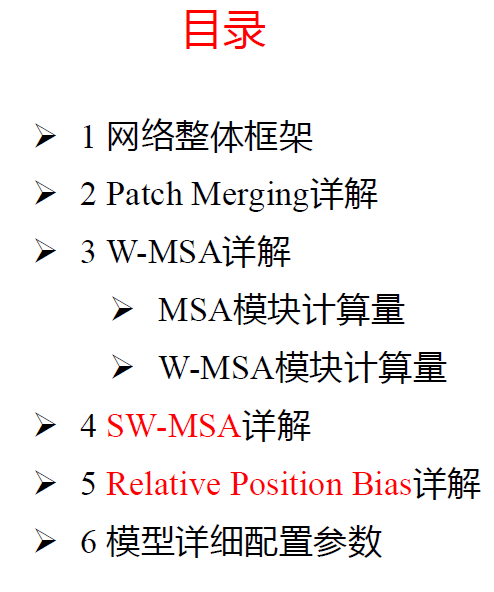 目录
1 网络整体框架
2 Patch Merging详解
3 W-MSA详解
MSA模块计算量
W-MSA模块计算量
4 SW-MSA详解
5 Relative Position Bias详解
6 模型详细配置参数